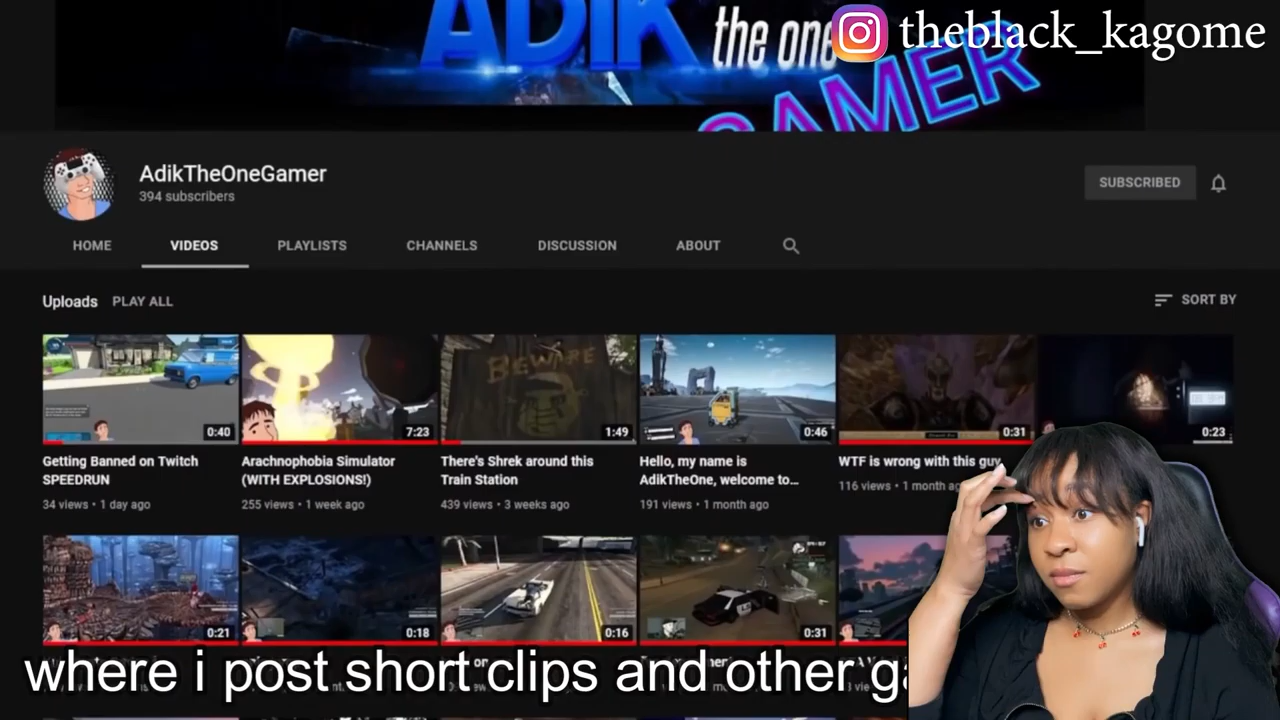 ADIK
the one
theblack_kagome
GAMER
AdikTheOneGamer
394 subscribers
SUBSCRIBED
HOME
VIDEOS
PLAYLISTS
CHANNELS
DISCUSSION
ABOUT
Uploads
PLAY ALL
SORT BY
BEWARE
0:40
7:23
1:49
0:46
0:31
0:23
Getting Banned on Twitch
SPEEDRUN
34 views • 1 day ago
Arachnophobia Simulator
(WITH EXPLOSIONS!)
255 views • 1 week ago
There's Shrek around this
Train Station
439 views • 3 weeks ago
Hello, my name is
AdikTheOne, welcome to...
191 views • 1 month ago
WTF is wrong with this guy
116 views • 1 month
0:21
0:18
0:16
0:31
where i post short clips and other